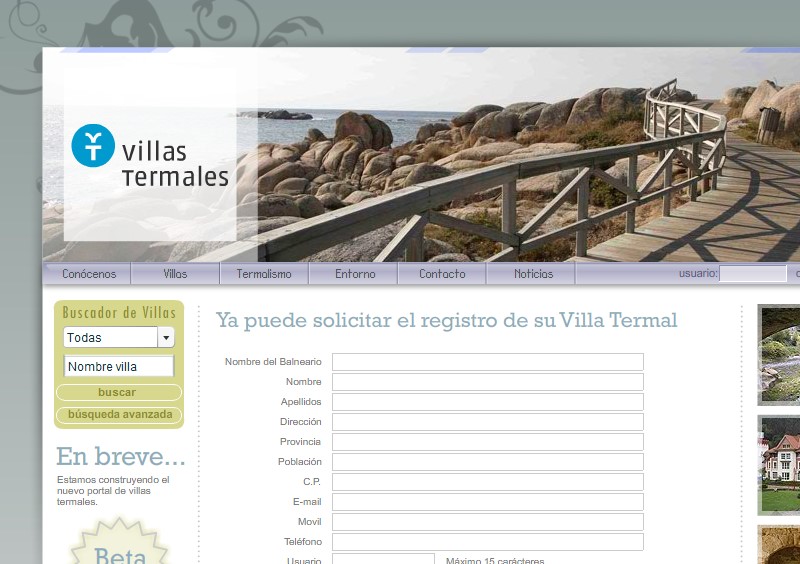 Villas
Termales
Conócenos
Villas
Termalismo
Entorno
Contacto
Noticias
usuario:
Buscador de Villas
Todas
Nombre villa
buscar
búsqueda avanzada
En breve...
Estamos construyendo el
nuevo portal de villas
termales.
Beta
Ya puede solicitar el registro de su Villa Termal
Nombre del Balneario
Nombre
Apellidos
Dirección
Provincia
Población
C.P.
E-mail
Movil
Teléfono
Usuario
Máximo 15 carácteres